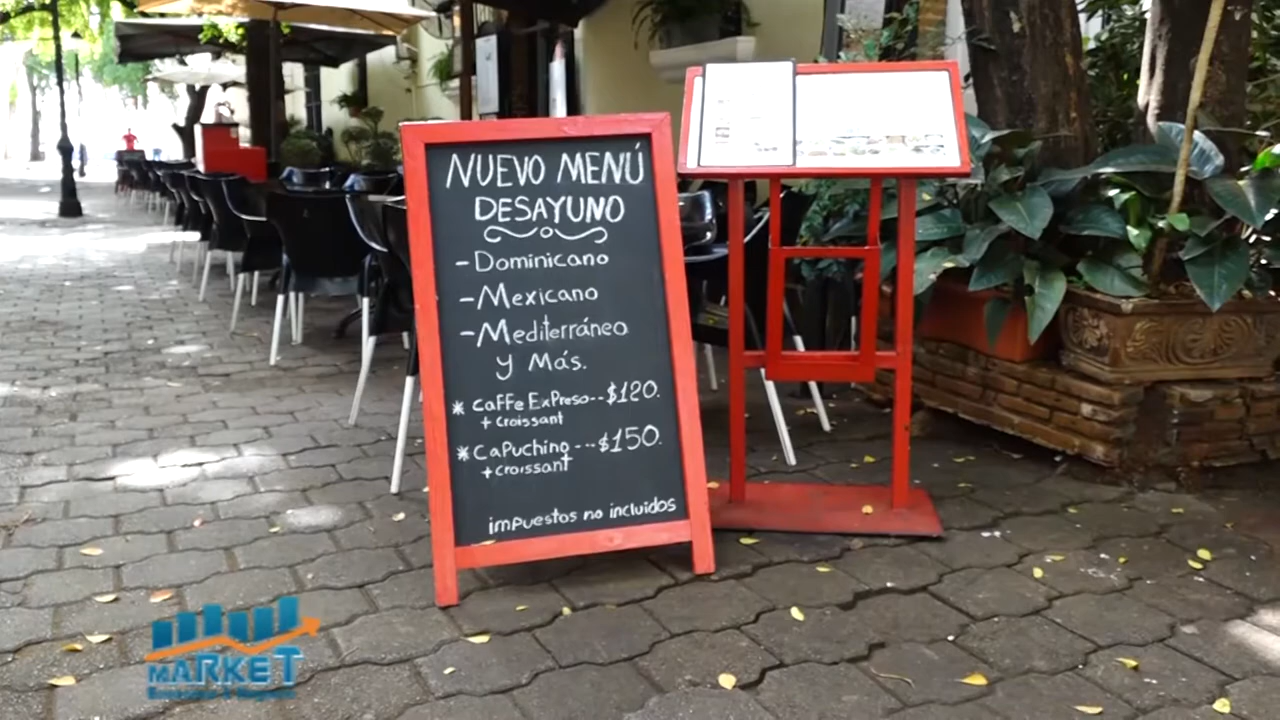 NUEVO MENÚ
DESAYUNO
- Dominicano
- Mexicano
- Mediterráneo
y Más.
* caffe ExPreso--$120.
+ croissant
* caPuchino ---$150.
+croissant
impuestos no incluidos
MARKET